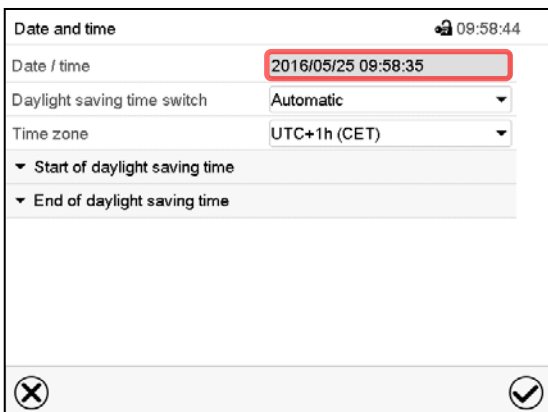 Date and time 09:58:44
Date / time 2016/05/25 09:58:35
Daylight saving time switch Automatic
Time zone UTC+1h (CET)
Start of daylight saving time
End of daylight saving time